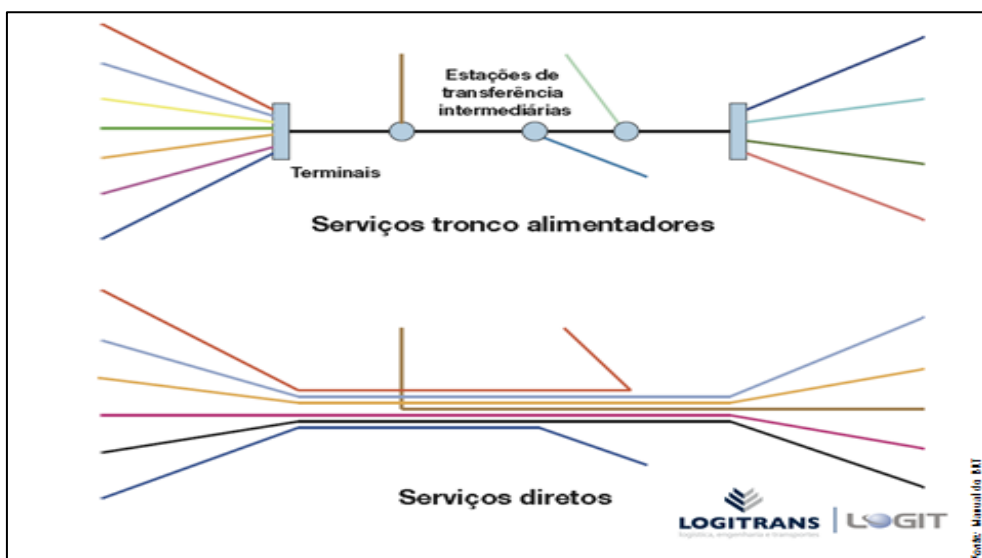 Estações de
transferência
intermediárias
Terminais
Serviços tronco alimentadores
Serviços diretos
LOGITRANS
logística, engenharia e transportes
LOGIT
Fonte: Manual do BRT